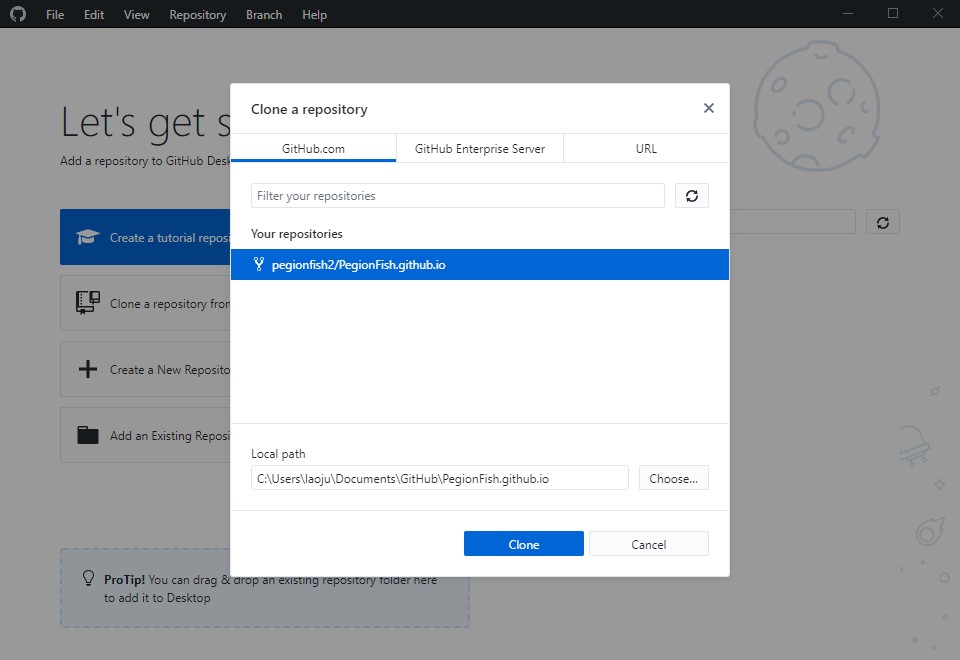 File Edit View Repository Branch Help
Let's get s
Add a repository to GitHub Desk
Create a tutorial reposi
Clone a repository from
Create a New Reposito
Add an Existing Reposi
Clone a repository
GitHub.com GitHub Enterprise Server URL
Filter your repositories
Your repositories
pegionfish2/PegionFish.github.io
Local path
C:\Users\laoju\Documents\GitHub\PegionFish.github.io Choose...
Clone Cancel
ProTip! You can drag & drop an existing repository folder here
to add it to Desktop